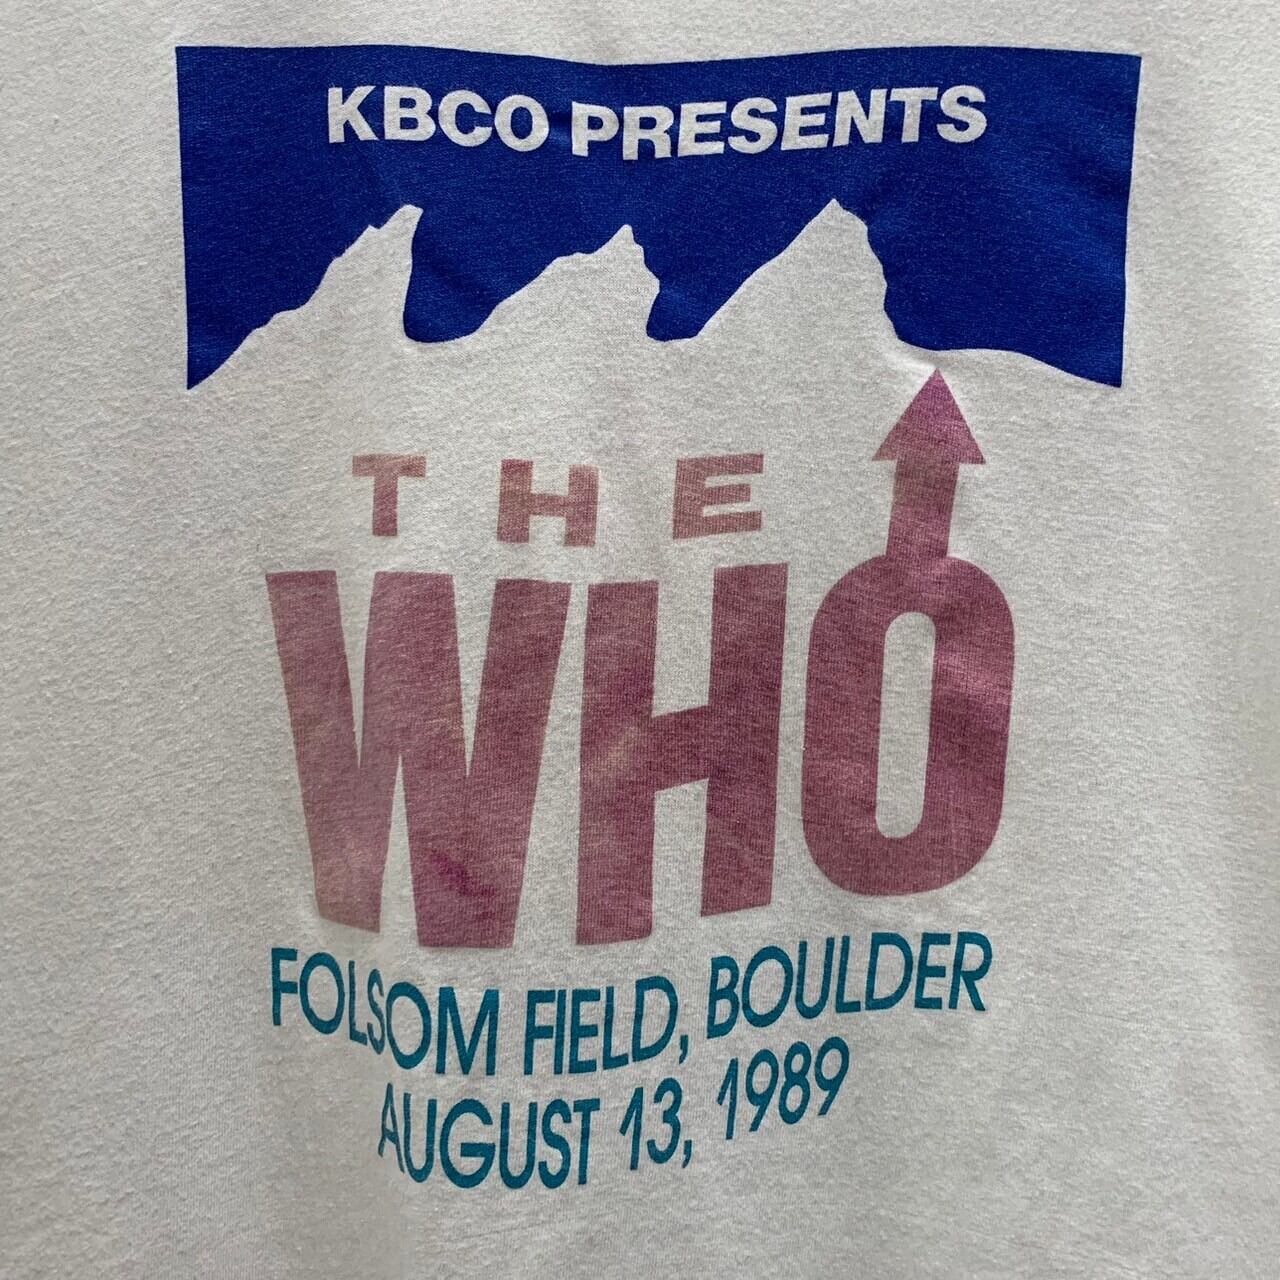 KBCO PRESENTS
THE
WHO
FOLSOM FIELD, BOULDER
AUGUST 13, 1989